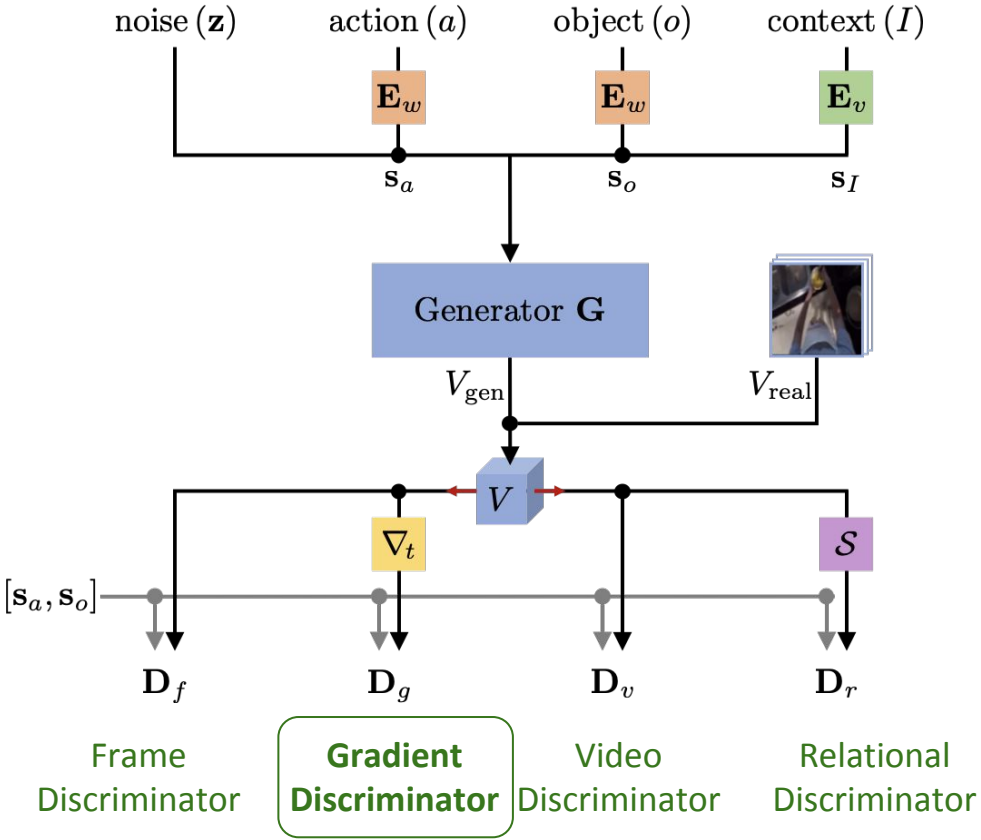 noise (z) action (a) object (o) context (I)
E_w E_w E_v
s_a s_o s_I
Generator G
V_gen V_real
V
∇_t S
[s_a, s_o]
D_f D_g D_v D_r
Frame Discriminator
Gradient Discriminator
Video Discriminator
Relational Discriminator